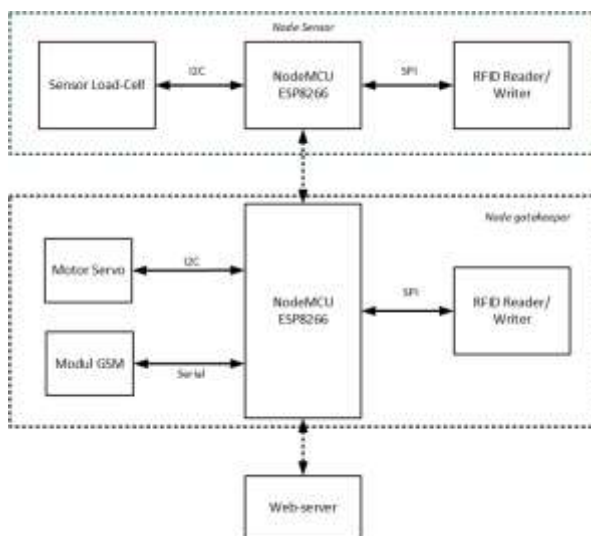 Node Sensor
Sensor Load-Cell
I2C
NodeMCU
ESP8266
SPI
RFID Reader/
Writer
Node gatekeeper
Motor Servo
I2C
NodeMCU
ESP8266
SPI
RFID Reader/
Writer
Modul GSM
Serial
Web-server